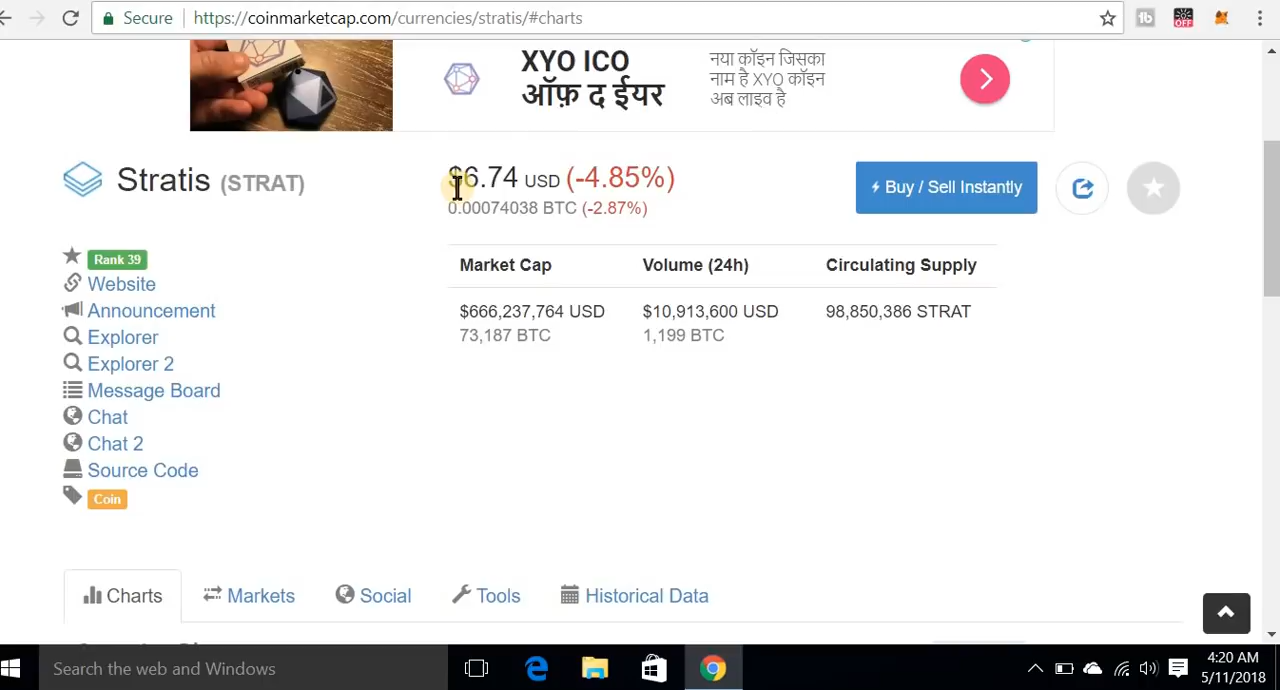 Secure https://coinmarketcap.com/currencies/stratis/#charts
OFF
XYO ICO
ऑफ़ द ईयर
नया कॉइन जिसका
नाम है XYO कॉइन
अब लाइव है
Stratis (STRAT)
$6.74 USD (-4.85%)
0.00074038 BTC (-2.87%)
Buy / Sell Instantly
Rank 39
Website
Announcement
Explorer
Explorer 2
Message Board
Chat
Chat 2
Source Code
Coin
Market Cap Volume (24h) Circulating Supply
$666,237,764 USD $10,913,600 USD 98,850,386 STRAT
73,187 BTC 1,199 BTC
Charts Markets Social Tools Historical Data
Search the web and Windows
4:20 AM
5/11/2018